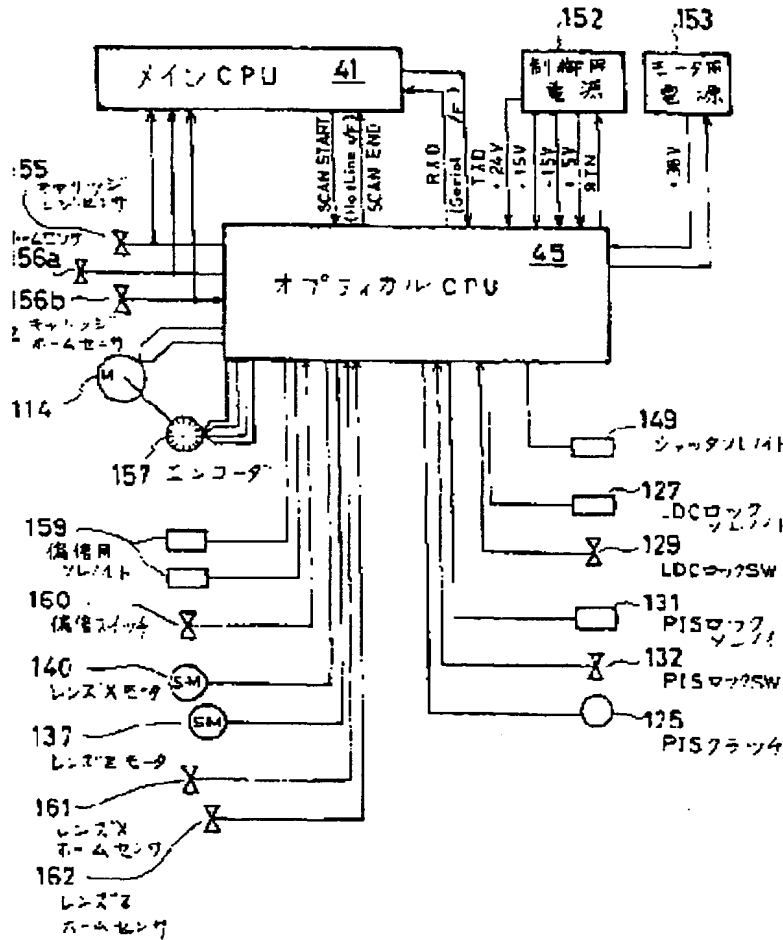 152
153
メインCPU 41
制御用
電源
モータ用
電源
SCAN START
(HotLine I/F)
SCAN END
RXD
(Serial I/F)
TXD
+24V
+15V
-15V
+5V
RTN
+38V
キャリッジ
レジセンサ
ホームセンサ
156a
156b
キャリッジ
ホームセンサ
オプティカルCPU 45
M
114
157 エンコーダ
159
偏倍用
ソレノイド
160
偏倍スイッチ
140
レンズXモータ
SM
137
レンズZモータ
SM
161
レンズX
ホームセンサ
162
レンズZ
ホームセンサ
149
シャッタソレノイド
127
LDCロック
ソレノイド
129
LDCロックSW
131
PISロック
132
PISロックSW
PISクラッチ